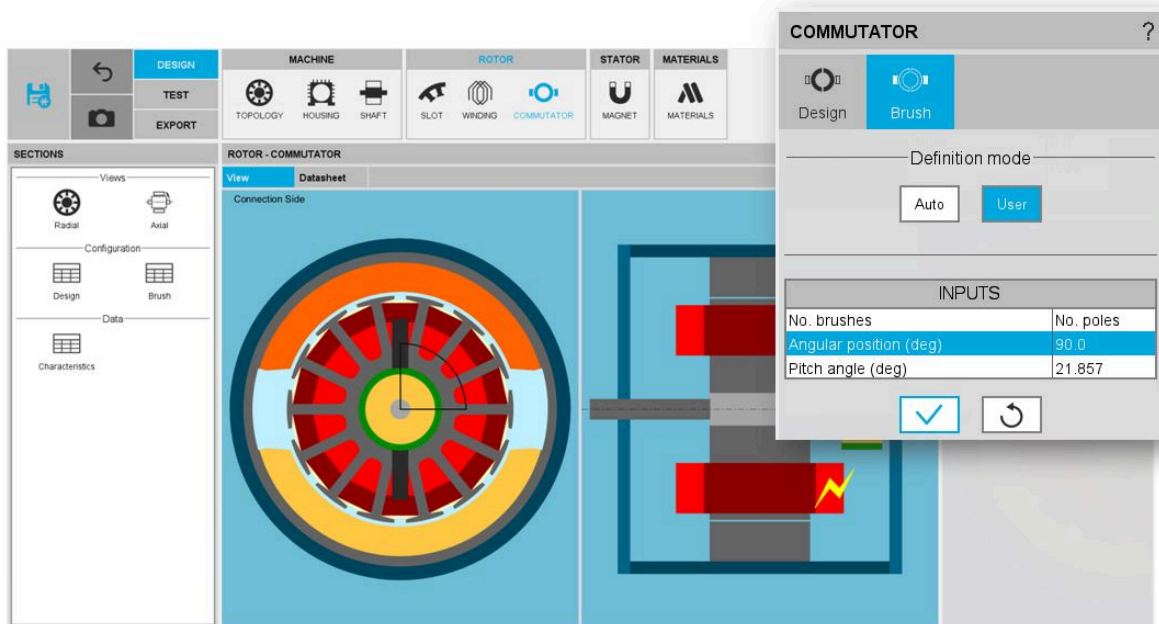 COMMUTATOR ?
Design Brush
Definition mode
Auto User
INPUTS
No. brushes No. poles
Angular position (deg) 90.0
Pitch angle (deg) 21.857
DESIGN
TEST
EXPORT
MACHINE ROTOR STATOR MATERIALS
TOPOLOGY HOUSING SHAFT SLOT WINDING COMMUTATOR MAGNET MATERIALS
SECTIONS
Views
Radial Axial
Configuration
Design Brush
Data
Characteristics
ROTOR - COMMUTATOR
View Datasheet
Connection Side